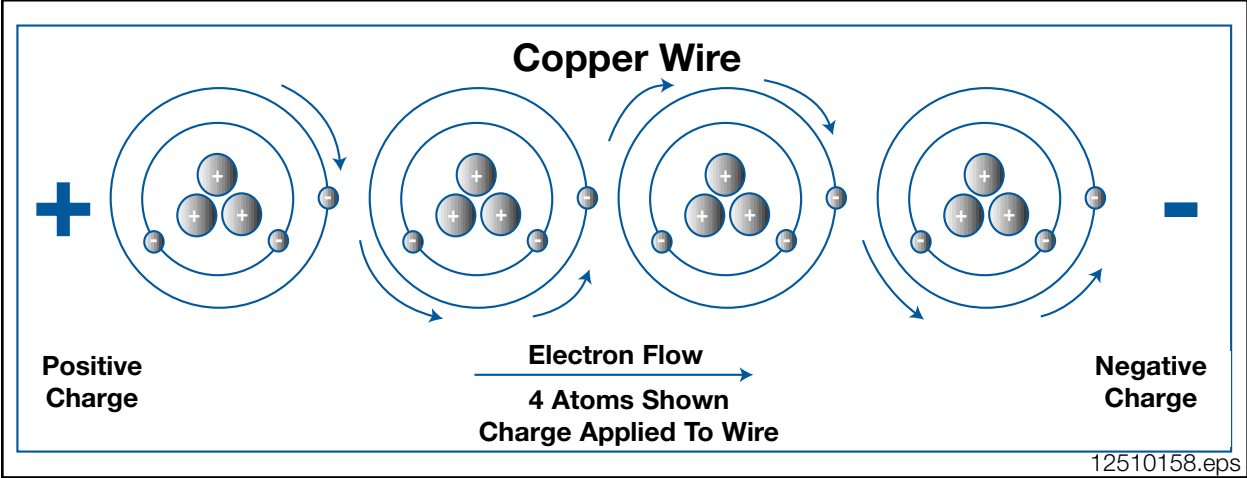 Copper Wire
+
-
+
+ +
- -
-
+
+ +
- -
-
+
+ +
- -
-
+
+ +
- -
-
Positive
Charge
Electron Flow
4 Atoms Shown
Charge Applied To Wire
Negative
Charge
12510158.eps